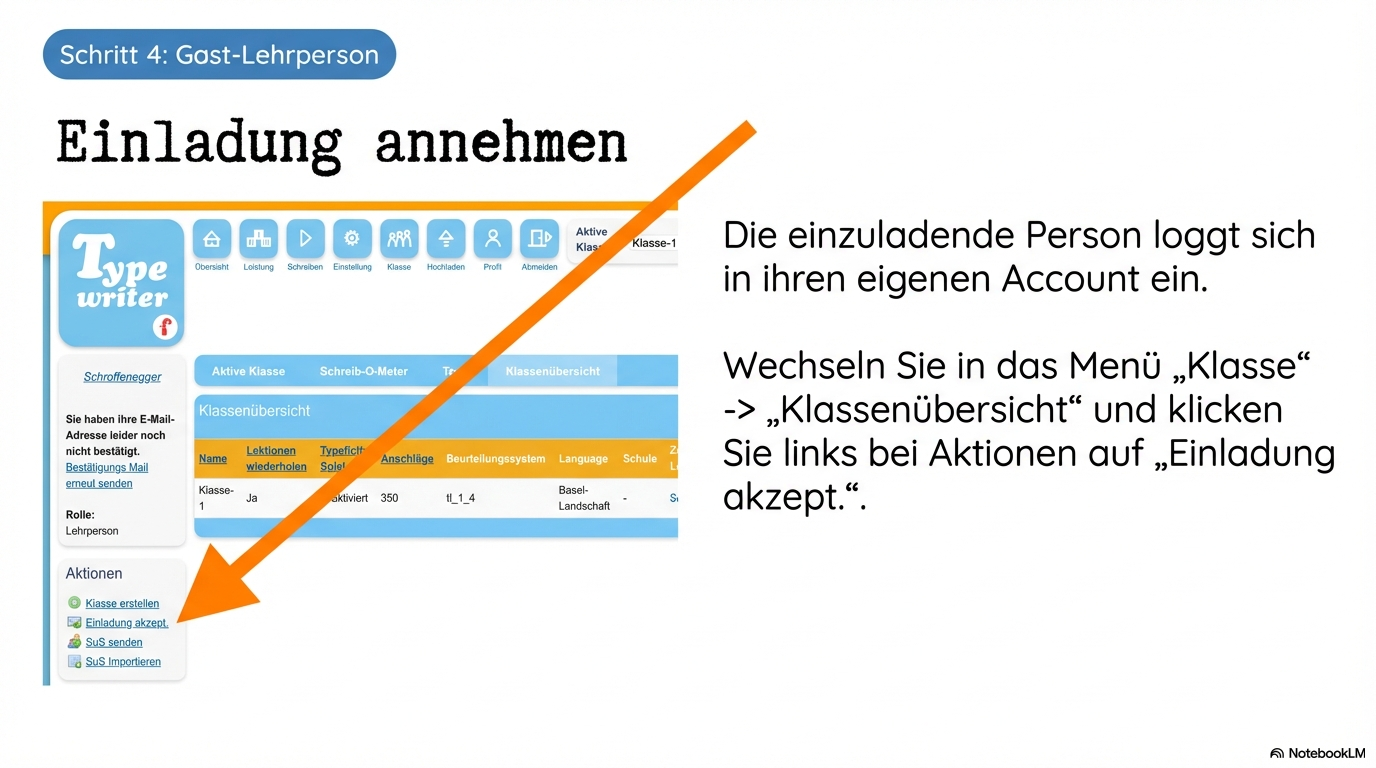 Schritt 4: Gast-Lehrperson
Einladung annehmen
Type
writer
Übersicht Leistung Schreiben Einstellung Klasse Hochladen Profil Abmelden
Aktive
Klasse-1
Schroffenegger
Sie haben ihre E-Mail-
Adresse leider noch
nicht bestätigt.
Bestätigungs Mail
erneut senden
Rolle:
Lehrperson
Aktive Klasse Schreib-O-Meter Klassenübersicht
Klassenübersicht
Name Lektionen wiederholen Anschläge Beurteilungssystem Language Schule
Klasse-1 Ja 350 tl_1_4 Basel-Landschaft -
Aktionen
Klasse erstellen
Einladung akzept.
SuS senden
SuS Importieren
Die einzuladende Person loggt sich
in ihren eigenen Account ein.
Wechseln Sie in das Menü „Klasse“
-> „Klassenübersicht“ und klicken
Sie links bei Aktionen auf „Einladung
akzept.“.
NotebookLM